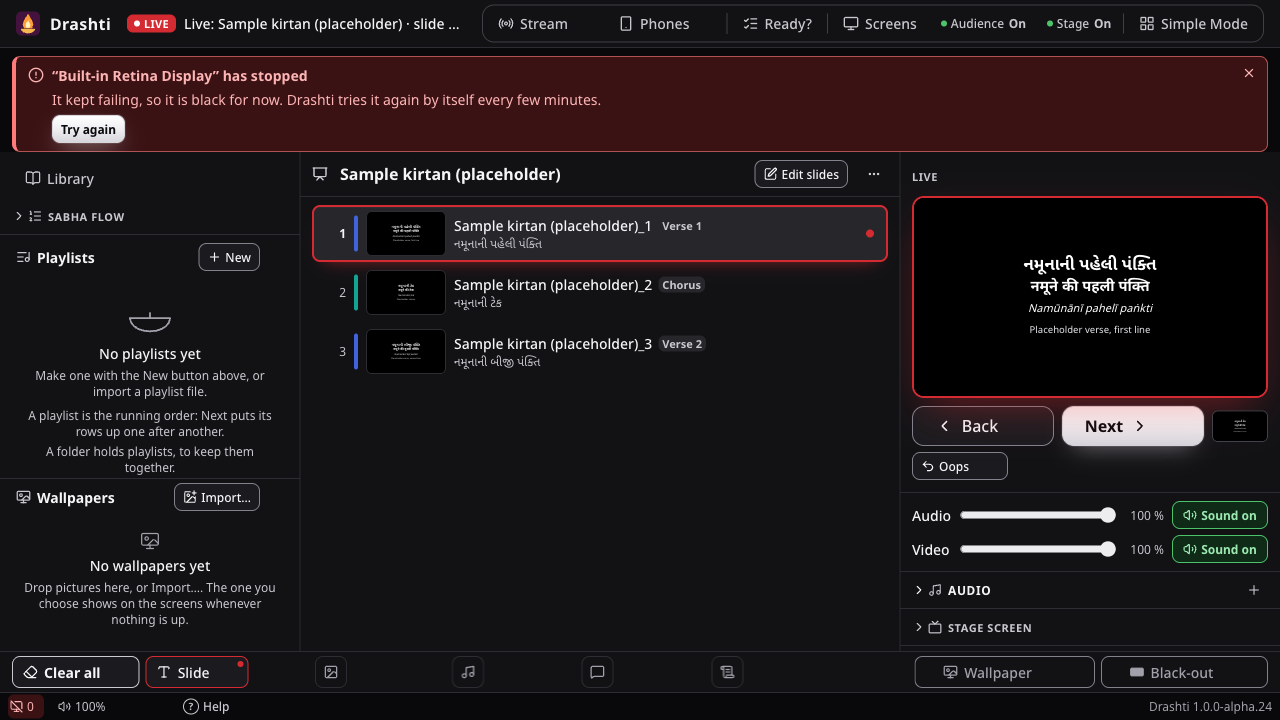 Drashti
LIVE
Live: Sample kirtan (placeholder) · slide ...
Stream
Phones
Ready?
Screens
Audience On
Stage On
Simple Mode
“Built-in Retina Display” has stopped
It kept failing, so it is black for now. Drashti tries it again by itself every few minutes.
Try again
Library
SABHA FLOW
Playlists
New
No playlists yet
Make one with the New button above, or
import a playlist file.
A playlist is the running order: Next puts its
rows up one after another.
A folder holds playlists, to keep them
together.
Wallpapers
Import...
No wallpapers yet
Drop pictures here, or Import.... The one you
choose shows on the screens whenever
nothing is up.
Sample kirtan (placeholder)
Edit slides
1
Sample kirtan (placeholder)_1 Verse 1
નમૂનાની પહેલી પંક્તિ
2
Sample kirtan (placeholder)_2 Chorus
નમૂનાની ટેક
3
Sample kirtan (placeholder)_3 Verse 2
નમૂનાની બીજી પંક્તિ
LIVE
નમૂનાની પહેલી પંક્તિ
नमूने की पहली पंक्ति
Namūnānī pahelī paṅkti
Placeholder verse, first line
Back
Next
Oops
Audio 100 % Sound on
Video 100 % Sound on
AUDIO
STAGE SCREEN
Clear all
Slide
Wallpaper
Black-out
0
100%
Help
Drashti 1.0.0-alpha.24